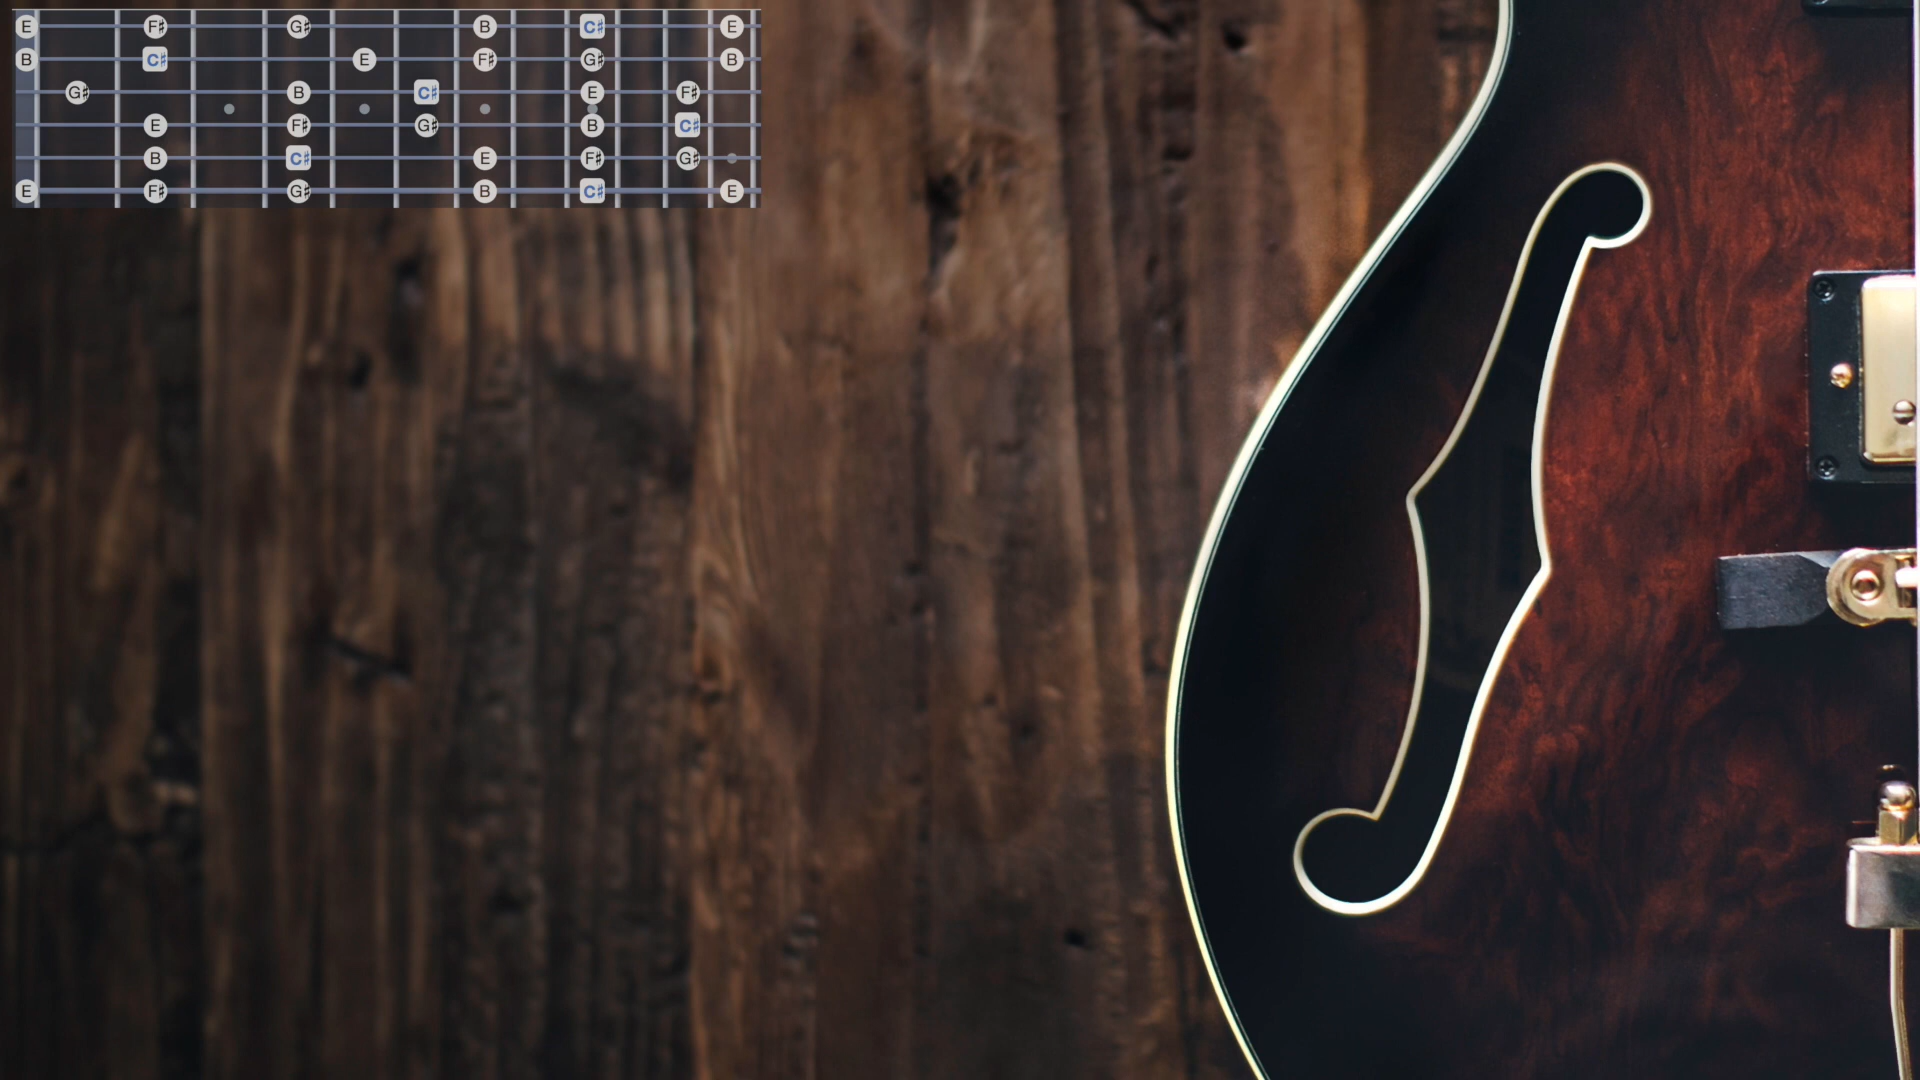 E F♯ G♯ B C♯ E
B C♯ E F♯ G♯ B
G♯ B C♯ E F♯
E F♯ G♯ B C♯
B C♯ E F♯ G♯
E F♯ G♯ B C♯ E